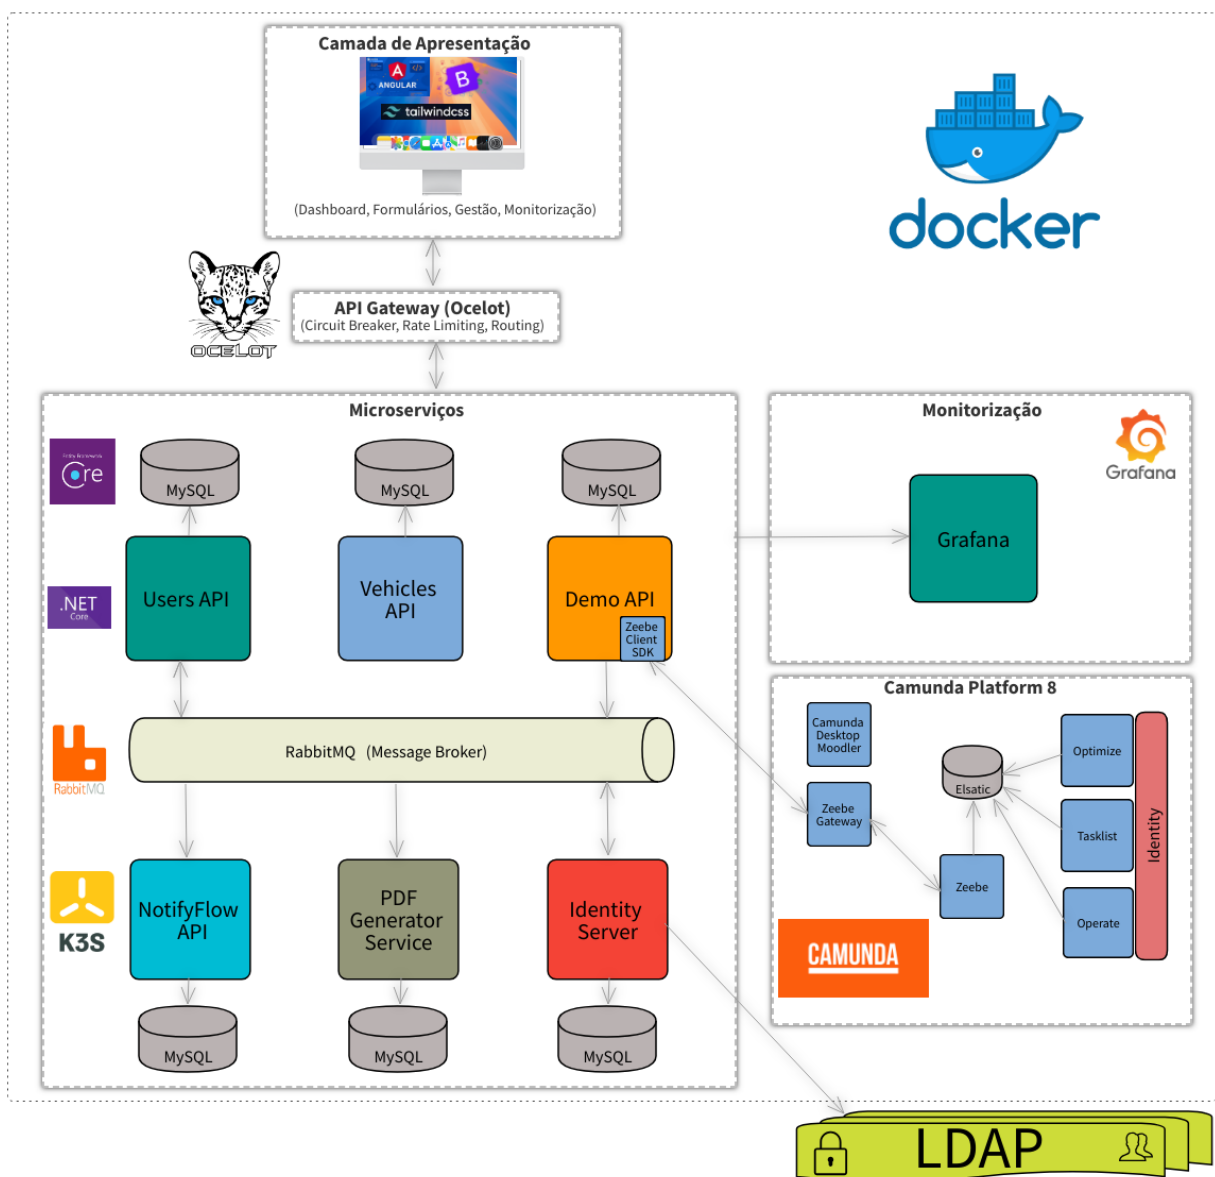 Camada de Apresentação
ANGULAR
B
tailwindcss
(Dashboard, Formulários, Gestão, Monitorização)
docker
OCELOT
API Gateway (Ocelot)
(Circuit Breaker, Rate Limiting, Routing)
Microserviços
Core
MySQL
MySQL
MySQL
.NET
Core
Users API
Vehicles
API
Demo API
Zeebe
Client
SDK
RabbitMQ
RabbitMQ (Message Broker)
K3S
NotifyFlow
API
PDF
Generator
Service
Identity
Server
MySQL
MySQL
MySQL
Monitorização
Grafana
Grafana
Camunda Platform 8
Camunda
Desktop
Moodler
Zeebe
Gateway
Elsatic
Zeebe
Optimize
Tasklist
Operate
Identity
CAMUNDA
LDAP